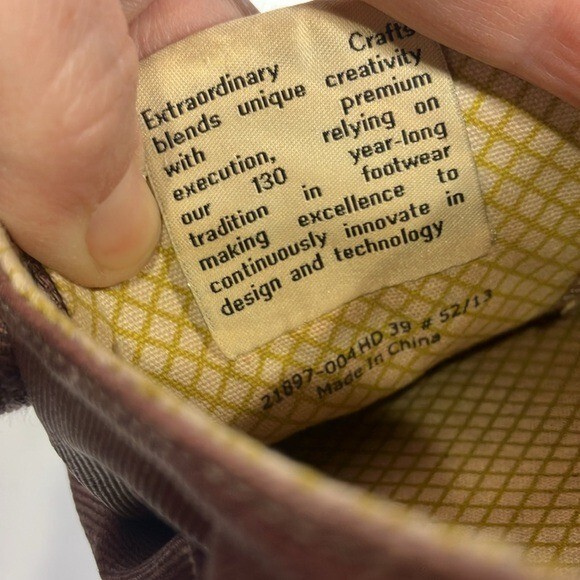 Extraordinary Crafts
blends unique creativity
with premium
execution, relying on
our 130 year-long
tradition in footwear
making excellence to
continuously innovate in
design and technology
21897-004 HD 39 # 52/13
Made in China